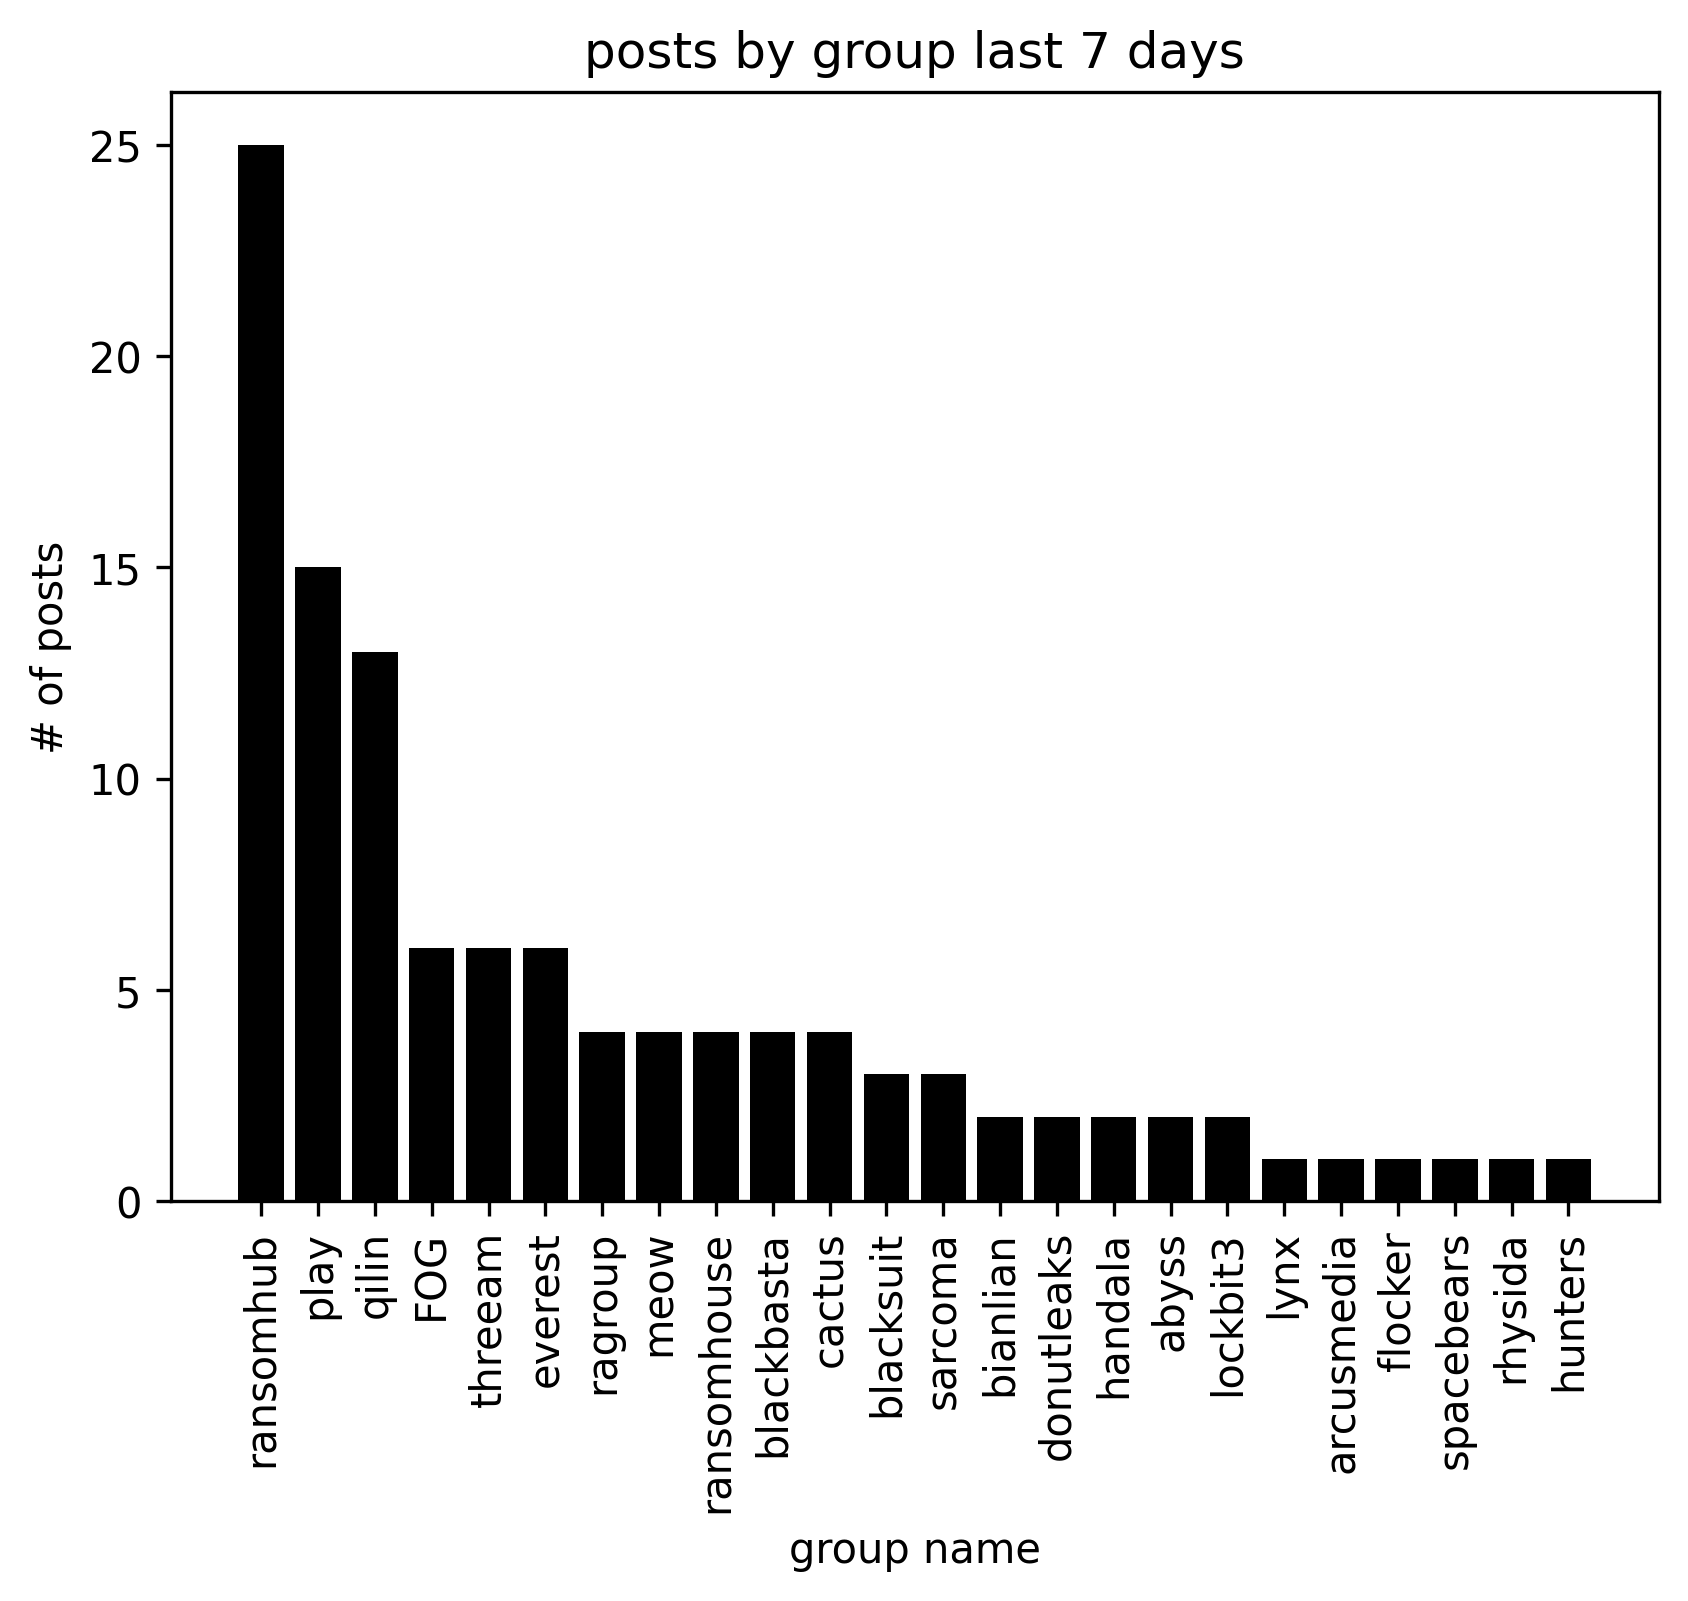 posts by group last 7 days
# of posts
25
20
15
10
5
0
ransomhub
play
qilin
FOG
threeam
everest
ragroup
meow
ransomhouse
blackbasta
cactus
blacksuit
sarcoma
bianlian
donutleaks
handala
abyss
lockbit3
lynx
arcusmedia
flocker
spacebears
rhysida
hunters
group name